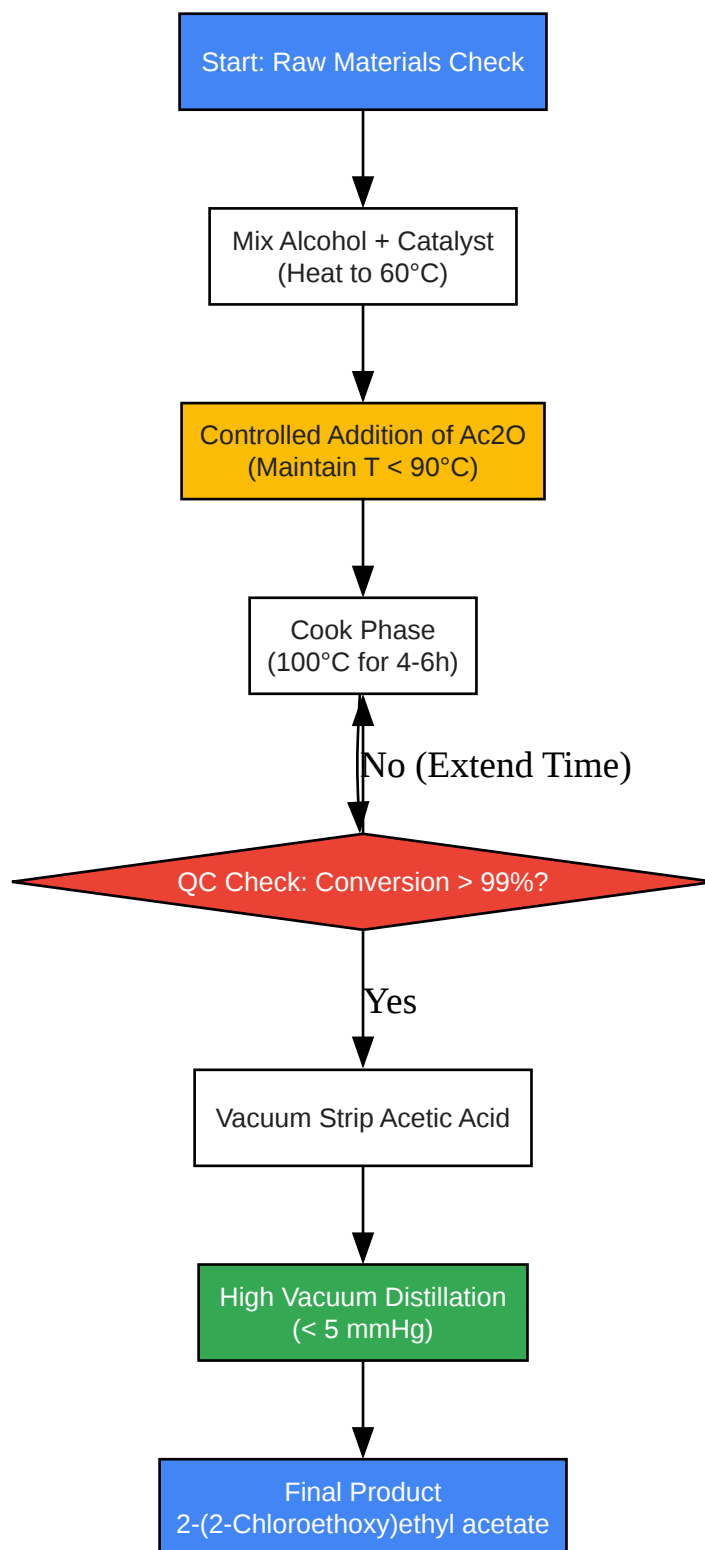 Start: Raw Materials Check
Mix Alcohol + Catalyst
(Heat to 60°C)
Controlled Addition of Ac2O
(Maintain T < 90°C)
Cook Phase
(100°C for 4-6h)
No (Extend Time)
QC Check: Conversion > 99%?
Yes
Vacuum Strip Acetic Acid
High Vacuum Distillation
(< 5 mmHg)
Final Product
2-(2-Chloroethoxy)ethyl acetate